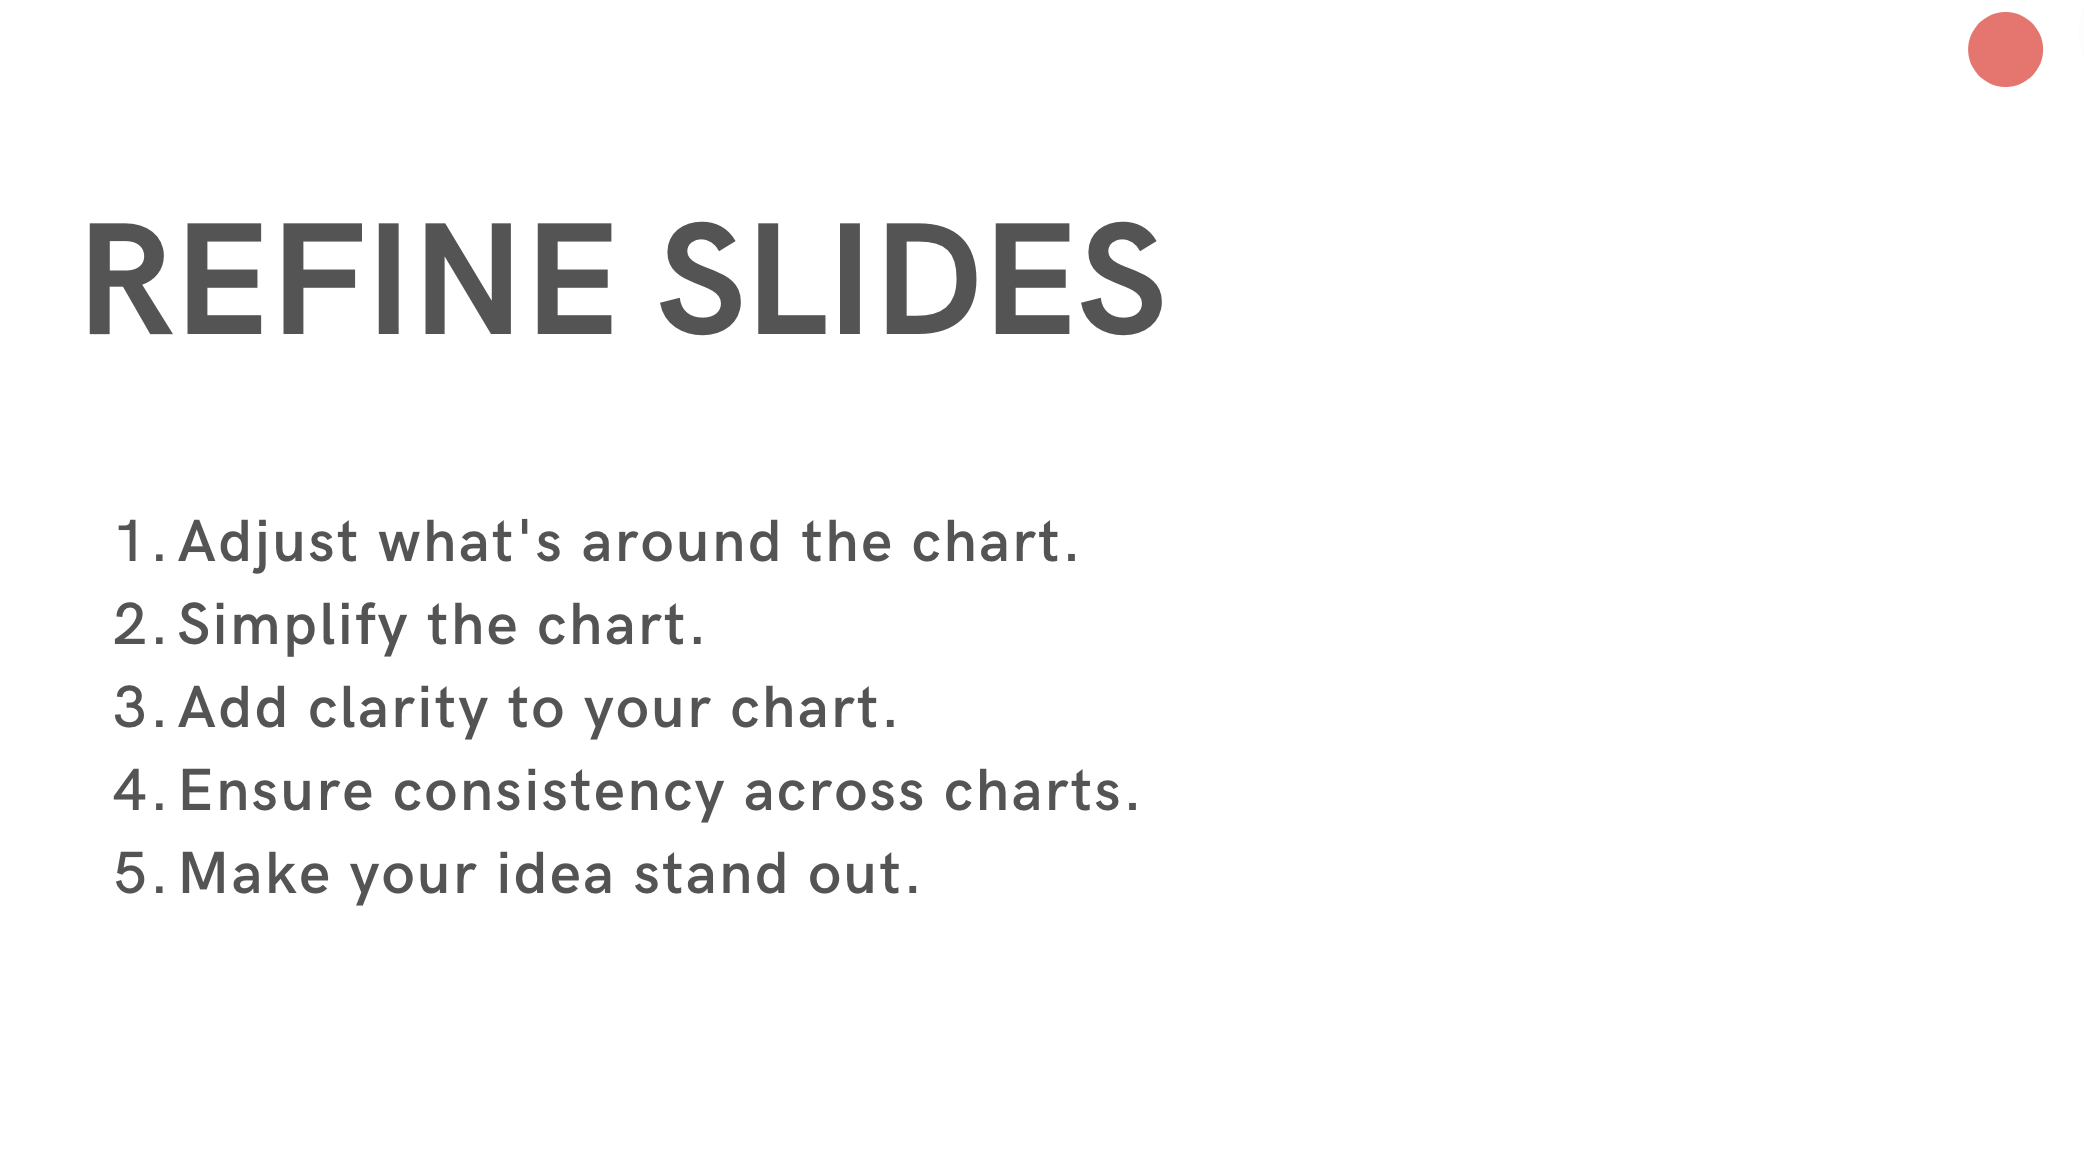 REFINE SLIDES
1. Adjust what's around the chart.
2. Simplify the chart.
3. Add clarity to your chart.
4. Ensure consistency across charts.
5. Make your idea stand out.